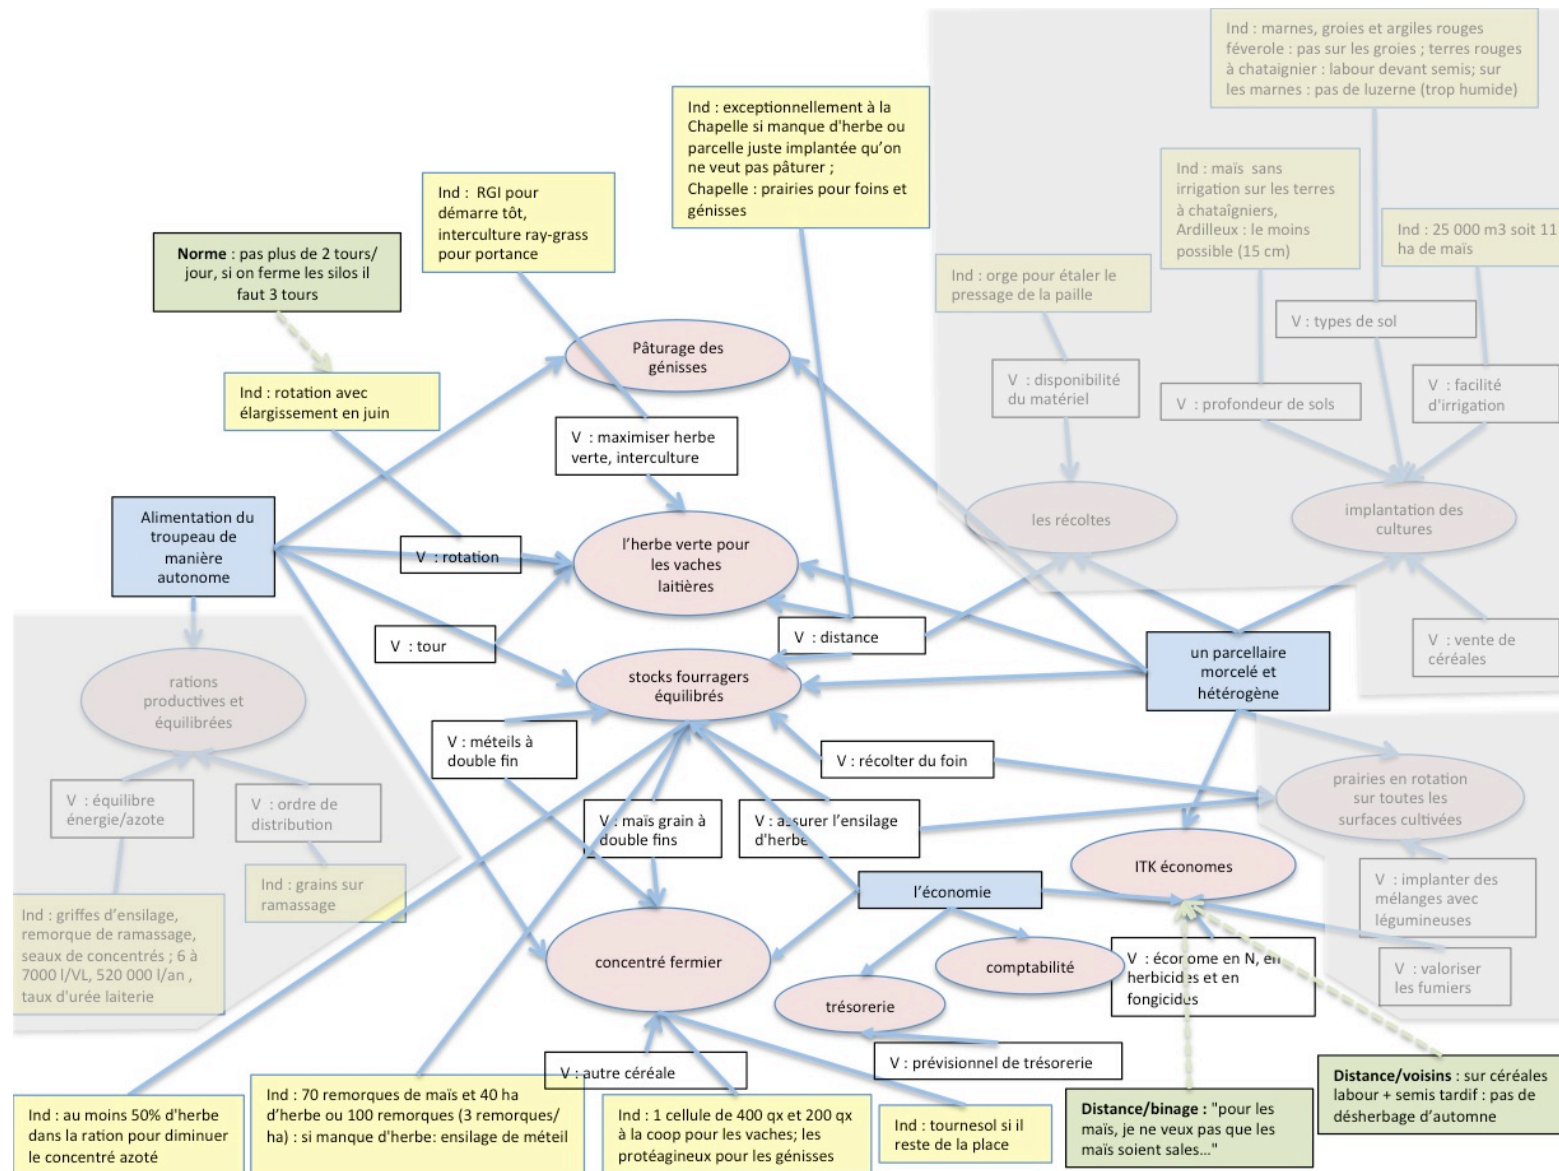 Ind : marnes, groies et argiles rouges
féverole : pas sur les groies ; terres rouges
à chataignier : labour devant semis; sur
les marnes : pas de luzerne (trop humide)
Ind : exceptionnellement à la
Chapelle si manque d'herbe ou
parcelle juste implantée qu'on
ne veut pas pâturer ;
Chapelle : prairies pour foins et
génisses
Ind : maïs sans
irrigation sur les terres
à chataîgniers,
Ardilleux : le moins
possible (15 cm)
Ind : RGI pour
démarre tôt,
interculture ray-grass
pour portance
Ind : 25 000 m3 soit 11
ha de maïs
Norme : pas plus de 2 tours/
jour, si on ferme les silos il
faut 3 tours
Ind : orge pour étaler le
pressage de la paille
V : types de sol
Pâturage des
génisses
Ind : rotation avec
élargissement en juin
V : disponibilité
du matériel
V : profondeur de sols
V : facilité
d'irrigation
V : maximiser herbe
verte, interculture
Alimentation du
troupeau de
manière
autonome
les récoltes
implantation des
cultures
V : rotation
l'herbe verte pour
les vaches
laitières
V : tour
V : distance
V : vente de
céréales
un parcellaire
morcelé et
hétérogène
rations
productives et
équilibrées
stocks fourragers
équilibrés
V : méteils à
double fin
V : récolter du foin
prairies en rotation
sur toutes les
surfaces cultivées
V : équilibre
énergie/azote
V : ordre de
distribution
V : maïs grain à
double fins
V : assurer l'ensilage
d'herbe
ITK économes
Ind : grains sur
ramassage
l'économie
V : implanter des
mélanges avec
légumineuses
Ind : griffes d'ensilage,
remorque de ramassage,
seaux de concentrés ; 6 à
7000 l/VL, 520 000 l/an ,
taux d'urée laiterie
concentré fermier
comptabilité
V : économe en N, en
herbicides et en
fongicides
V : valoriser
les fumiers
trésorerie
V : autre céréale
V : prévisionnel de trésorerie
Ind : au moins 50% d'herbe
dans la ration pour diminuer
le concentré azoté
Ind : 70 remorques de maïs et 40 ha
d'herbe ou 100 remorques (3 remorques/
ha) : si manque d'herbe: ensilage de méteil
Ind : 1 cellule de 400 qx et 200 qx
à la coop pour les vaches; les
protéagineux pour les génisses
Ind : tournesol si il
reste de la place
Distance/binage : "pour les
maïs, je ne veux pas que les
maïs soient sales…"
Distance/voisins : sur céréales
labour + semis tardif : pas de
désherbage d'automne